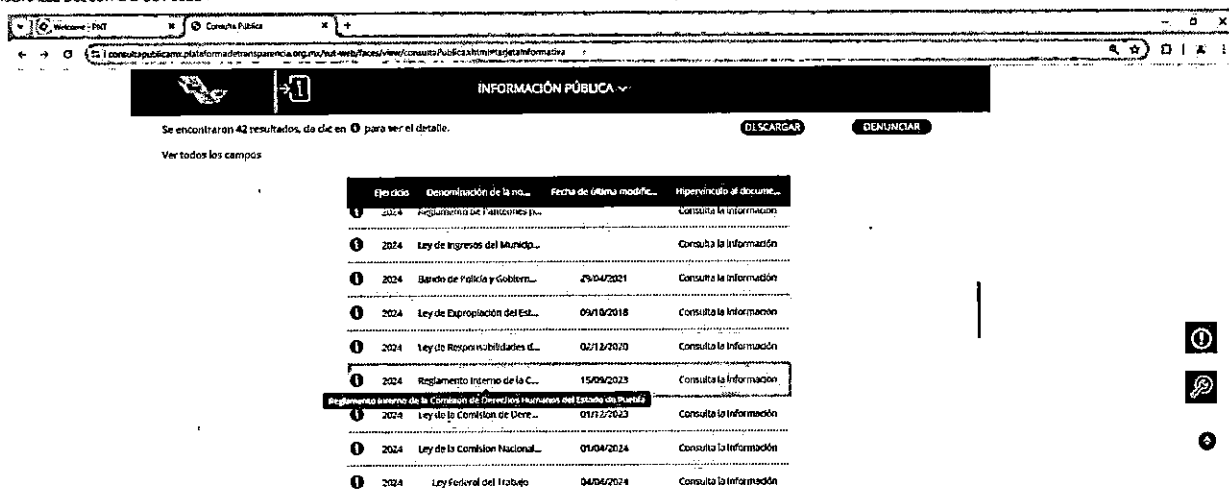 Welcome - PNT
Consulta Pública
consultapublicamx.plataformadetransparencia.org.mx/vut-web/faces/view/consultaPublica.xhtml#tarjetaInformativa
INFORMACIÓN PÚBLICA
Se encontraron 42 resultados, da clic en para ver el detalle.
DESCARGAR
DENUNCIAR
Ver todos los campos
Ejercicio Denominación de la no... Fecha de última modific... Hipervínculo al docume...
2024 Reglamento de Panteones p... Consulta la información
2024 Ley de Ingresos del Municip... Consulta la información
2024 Bando de Policía y Gobiern... 29/04/2021 Consulta la información
2024 Ley de Expropiación del Est... 09/10/2018 Consulta la información
2024 Ley de Responsabilidades d... 02/12/2020 Consulta la información
2024 Reglamento Interno de la C... 15/09/2023 Consulta la información
Reglamento Interno de la Comisión de Derechos Humanos del Estado de Puebla
2024 Ley de la Comisión de Dere... 01/12/2023 Consulta la información
2024 Ley de la Comision Nacional... 01/04/2024 Consulta la información
2024 Ley Federal del Trabajo 04/04/2024 Consulta la información